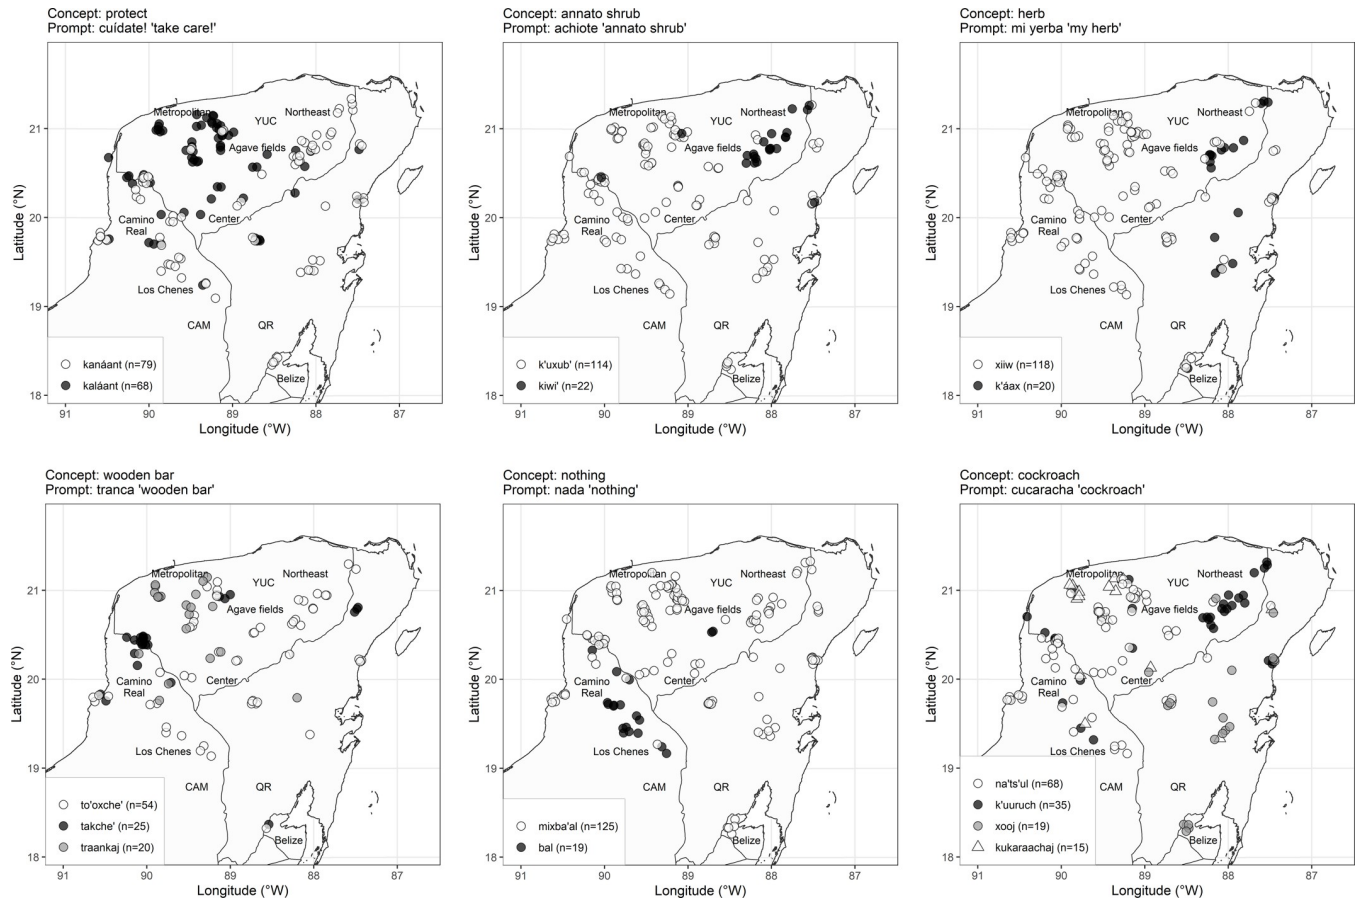 Concept: protect
Prompt: cuídate! 'take care!'
Metropolitan
YUC
Northeast
Agave fields
Camino
Real
Center
Los Chenes
CAM
QR
Belize
kanáant (n=79)
kaláant (n=68)
Latitude (°N)
21
20
19
18
91
90
89
88
87
Longitude (°W)
Concept: annato shrub
Prompt: achiote 'annato shrub'
Metropolitan
YUC
Northeast
Agave fields
Camino
Real
Center
Los Chenes
CAM
QR
Belize
k'uxub' (n=114)
kiwi' (n=22)
Latitude (°N)
21
20
19
18
91
90
89
88
87
Longitude (°W)
Concept: herb
Prompt: mi yerba 'my herb'
Metropolitan
YUC
Northeast
Agave fields
Camino
Real
Center
Los Chenes
CAM
QR
Belize
xiiw (n=118)
k'áax (n=20)
Latitude (°N)
21
20
19
18
91
90
89
88
87
Longitude (°W)
Concept: wooden bar
Prompt: tranca 'wooden bar'
Metropolitan
YUC
Northeast
Agave fields
Camino
Real
Center
Los Chenes
CAM
QR
Belize
to'oxche' (n=54)
takche' (n=25)
traankaj (n=20)
Latitude (°N)
21
20
19
18
91
90
89
88
87
Longitude (°W)
Concept: nothing
Prompt: nada 'nothing'
Metropolitan
YUC
Northeast
Agave fields
Camino
Real
Center
Los Chenes
CAM
QR
Belize
mixba'al (n=125)
bal (n=19)
Latitude (°N)
21
20
19
18
91
90
89
88
87
Longitude (°W)
Concept: cockroach
Prompt: cucaracha 'cockroach'
Metropolitan
YUC
Northeast
Agave fields
Camino
Real
Center
Los Chenes
CAM
QR
Belize
na'ts'ul (n=68)
k'uuruch (n=35)
xooj (n=19)
kukaraachaj (n=15)
Latitude (°N)
21
20
19
18
91
90
89
88
87
Longitude (°W)